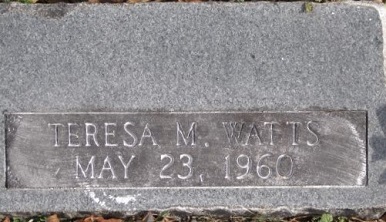 TERESA M. WATTS
MAY 23, 1960